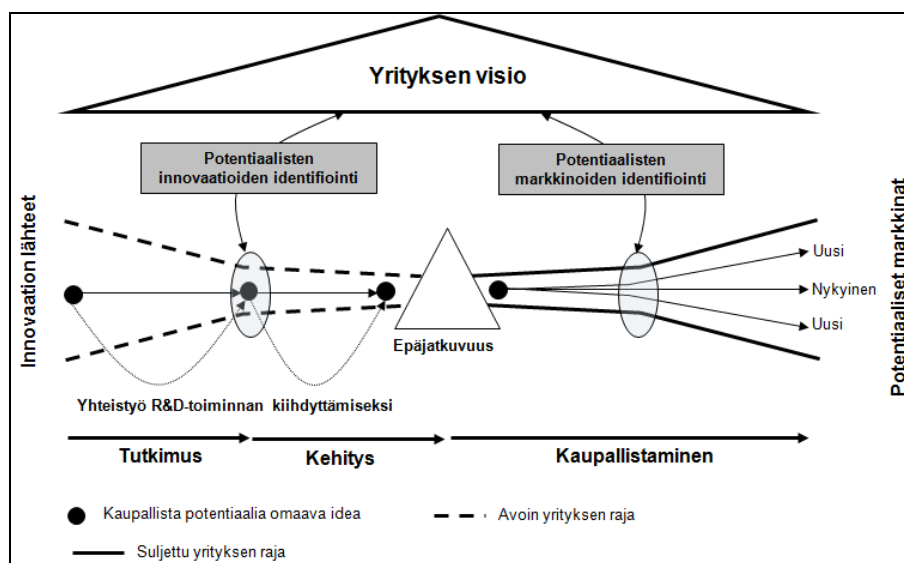 Yrityksen visio
Potentiaalisten
innovaatioiden identifiointi
Potentiaalisten
markkinoiden identifiointi
Innovaation lähteet
Potentiaaliset markkinat
Uusi
Nykyinen
Uusi
Epäjatkuvuus
Yhteistyö R&D-toiminnan kiihdyttämiseksi
Tutkimus
Kehitys
Kaupallistaminen
Kaupallista potentiaalia omaava idea
Avoin yrityksen raja
Suljettu yrityksen raja